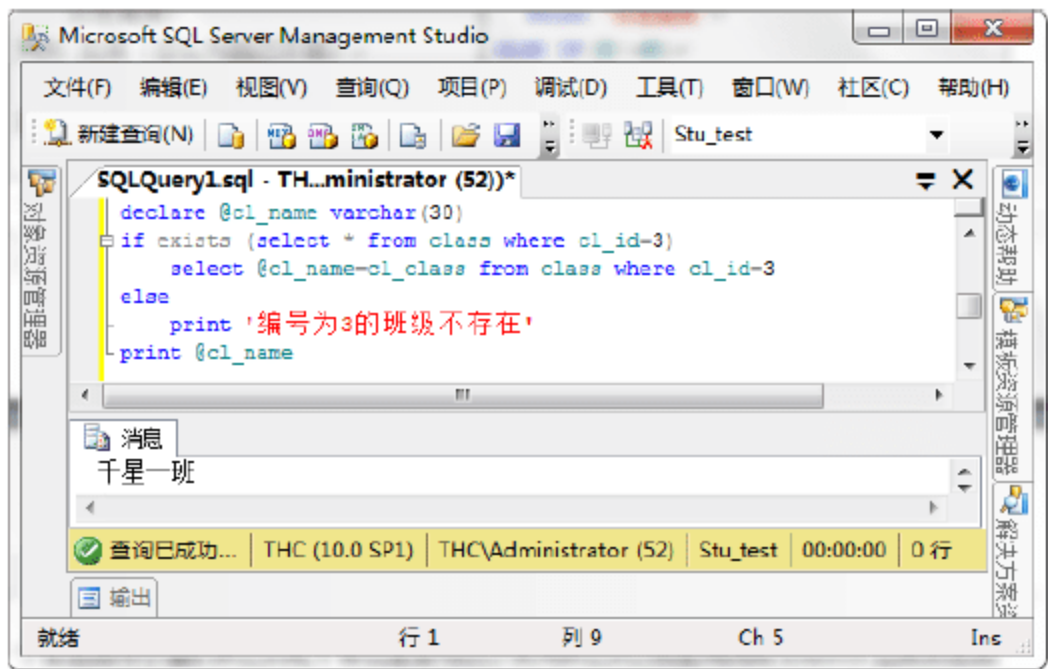 Microsoft SQL Server Management Studio
文件(F) 编辑(E) 视图(V) 查询(Q) 项目(P) 调试(D) 工具(T) 窗口(W) 社区(C) 帮助(H)
新建查询(N) Stu_test
SQLQuery1.sql - TH...ministrator (52))*
对象资源管理器
declare @cl_name varchar(30)
if exists (select * from class where cl_id=3)
select @cl_name=cl_class from class where cl_id=3
else
print '编号为3的班级不存在'
print @cl_name
动态帮助
模板资源管理器
解决方案资
消息
千星一班
查询已成功... THC (10.0 SP1) THC\Administrator (52) Stu_test 00:00:00 0 行
输出
就绪 行 1 列 9 Ch 5 Ins